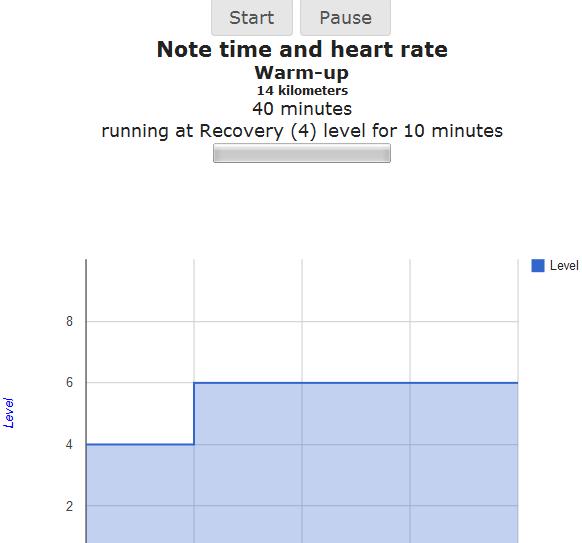 Start Pause
Note time and heart rate
Warm-up
14 kilometers
40 minutes
running at Recovery (4) level for 10 minutes
Level
8
6
Level
4
2